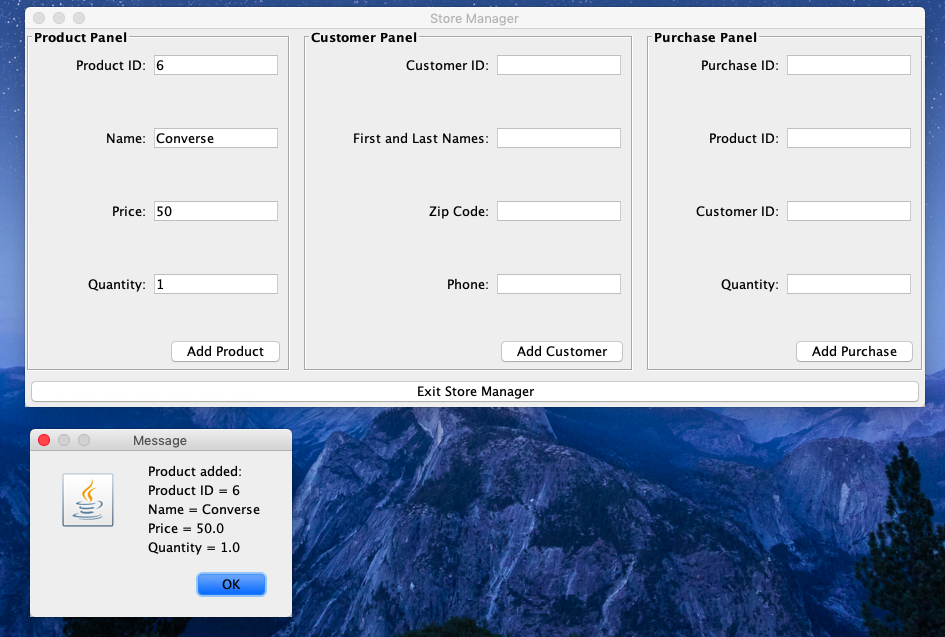 Store Manager
Product Panel
Product ID: 6
Name: Converse
Price: 50
Quantity: 1
Add Product
Customer Panel
Customer ID:
First and Last Names:
Zip Code:
Phone:
Add Customer
Purchase Panel
Purchase ID:
Product ID:
Customer ID:
Quantity:
Add Purchase
Exit Store Manager
Message
Product added:
Product ID = 6
Name = Converse
Price = 50.0
Quantity = 1.0
OK